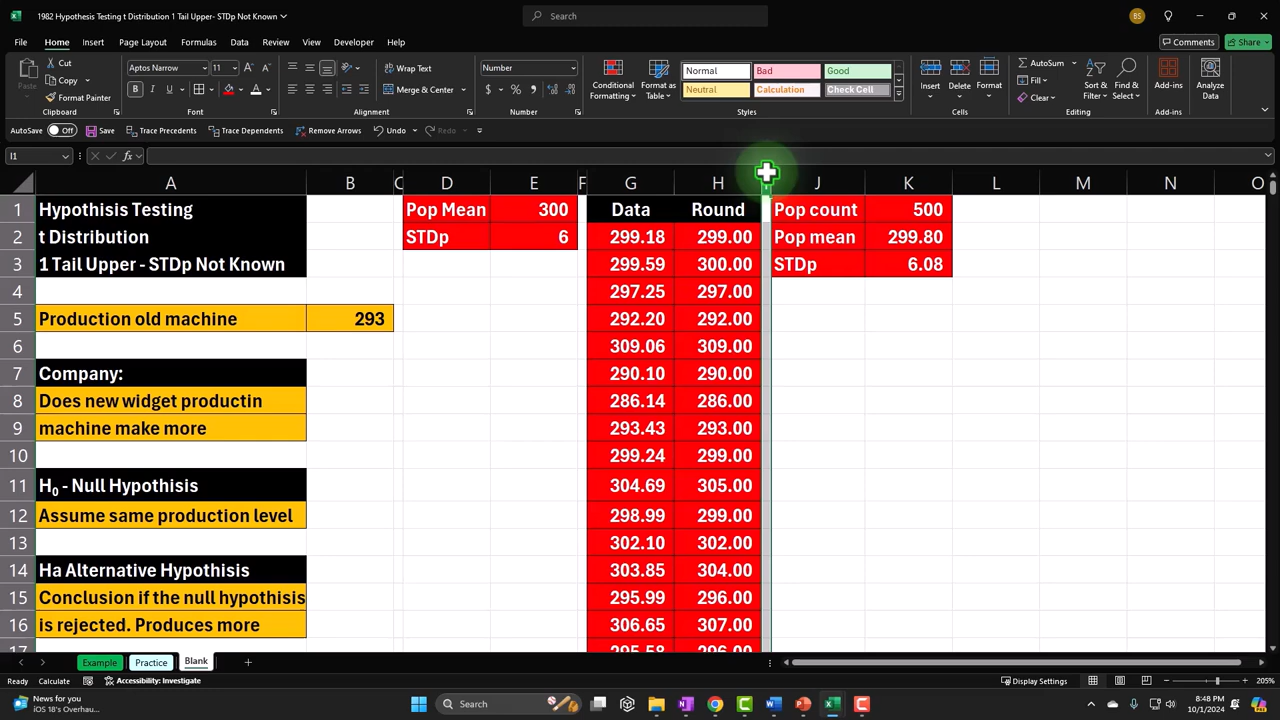 1982 Hypothesis Testing t Distribution 1 Tail Upper- STDp Not Known
Search
BS
File Home Insert Page Layout Formulas Data Review View Developer Help
Comments Share
Cut
Copy
Format Painter
Paste
Aptos Narrow 11
Wrap Text
Merge & Center
Number
Conditional Formatting
Format as Table
Normal Bad Good
Neutral Calculation Check Cell
Insert Delete Format
AutoSum
Fill
Clear
Sort & Filter
Find & Select
Add-ins
Analyze Data
Clipboard Font Alignment Number Styles Cells Editing Add-ins
AutoSave Off Save Trace Precedents Trace Dependents Remove Arrows Undo Redo
I1 fx
A B C D E F G H J K L M N O
1 Hypothisis Testing Pop Mean 300 Data Round Pop count 500
2 t Distribution STDp 6 299.18 299.00 Pop mean 299.80
3 1 Tail Upper - STDp Not Known 299.59 300.00 STDp 6.08
4 297.25 297.00
5 Production old machine 293 292.20 292.00
6 309.06 309.00
7 Company: 290.10 290.00
8 Does new widget productin 286.14 286.00
9 machine make more 293.43 293.00
10 299.24 299.00
11 H0 - Null Hypothisis 304.69 305.00
12 Assume same production level 298.99 299.00
13 302.10 302.00
14 Ha Alternative Hypothisis 303.85 304.00
15 Conclusion if the null hypothisis 295.99 296.00
16 is rejected. Produces more 306.65 307.00
17 295.58 296.00
Example Practice Blank
Ready Calculate Accessibility: Investigate Display Settings 205%
News for you
iOS 18's Overhau...
Search
8:48 PM
10/1/2024